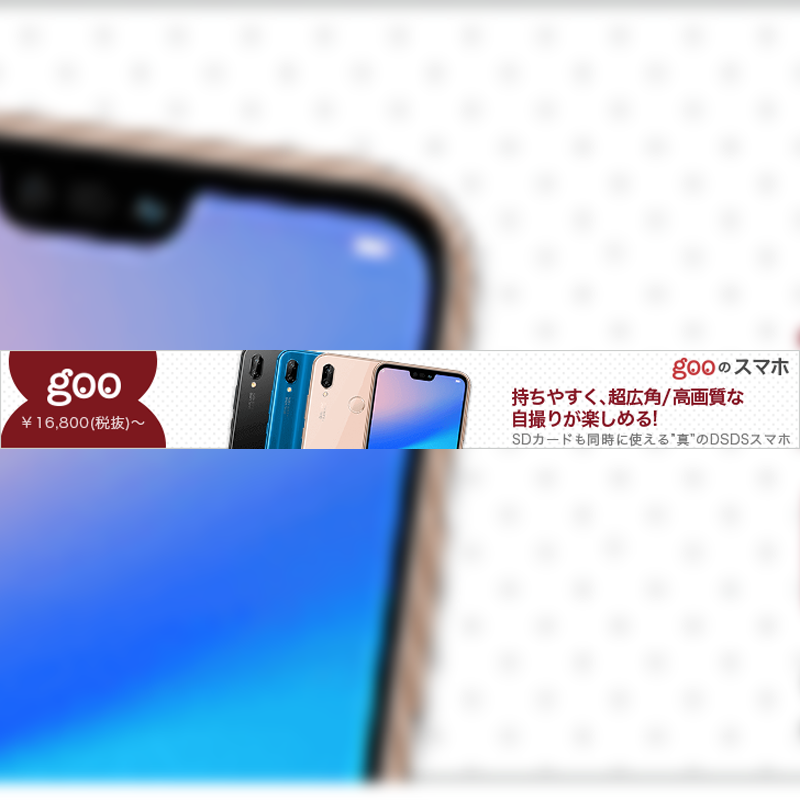 goo
￥16,800(税抜)～
gooのスマホ
持ちやすく、超広角/高画質な
自撮りが楽しめる!
SDカードも同時に使える"真"のDSDSスマホ